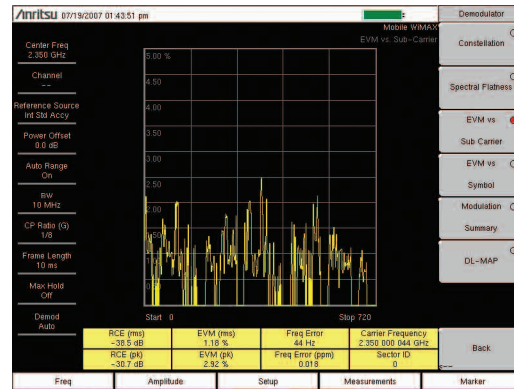 Anritsu 07/19/2007 01:43:51 pm
Mobile WiMAX
EVM vs. Sub-Carrier
Center Freq
2.350 GHz
Channel
--
Reference Source
Int Std Accy
Power Offset
0.0 dB
Auto Range
On
BW
10 MHz
CP Ratio (G)
1/8
Frame Length
10 ms
Max Hold
Off
Demod
Auto
5.00 %
4.50
4.00
3.50
3.00
2.50
2.00
1.50
1.00
Start 0
Stop 720
RCE (rms)
-38.5 dB
EVM (rms)
1.18 %
Freq Error
44 Hz
Carrier Frequency
2.350 000 044 GHz
RCE (pk)
-30.7 dB
EVM (pk)
2.92 %
Freq Error (ppm)
0.018
Sector ID
0
Demodulator
Constellation
Spectral Flatness
EVM vs
Sub Carrier
EVM vs
Symbol
Modulation
Summary
DL-MAP
Back
Freq
Amplitude
Setup
Measurements
Marker